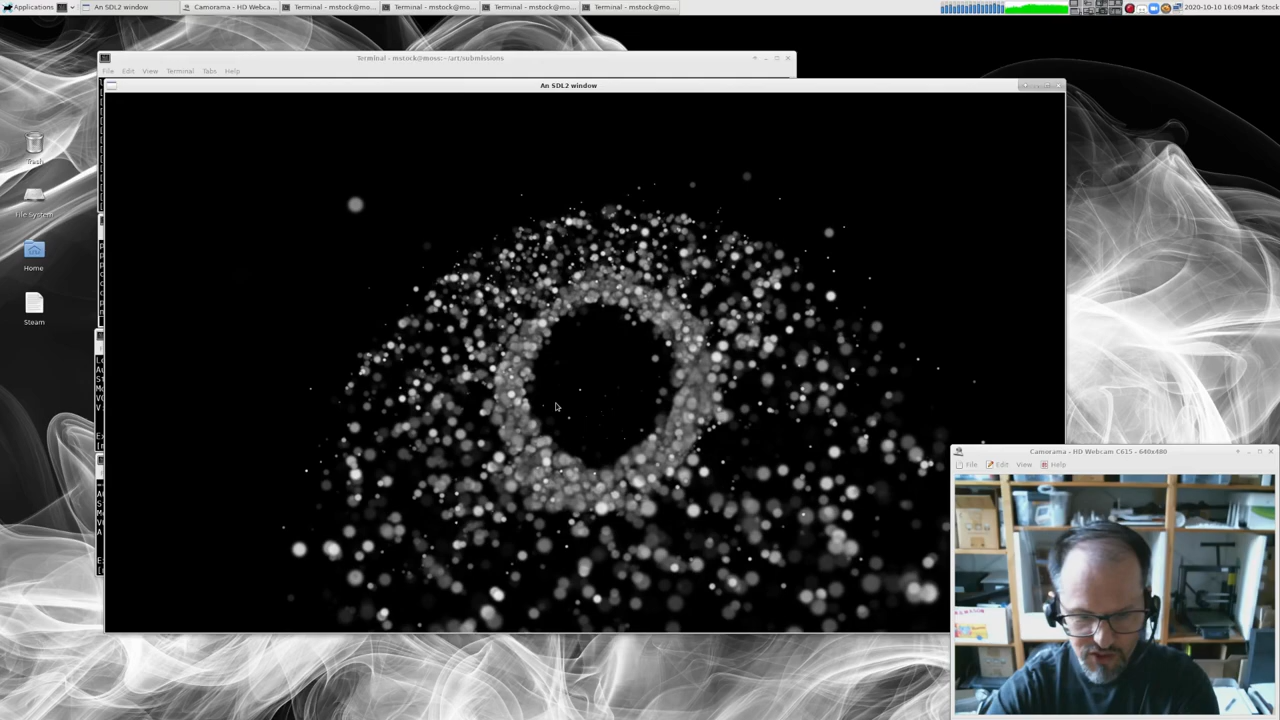 Applications
An SDL2 window
Camorama - HD Webca...
Terminal - mstock@mo...
Terminal - mstock@mo...
Terminal - mstock@mo...
Terminal - mstock@mo...
2020-10-10 16:09 Mark Stock
Terminal - mstock@moss:~/art/submissions
File Edit View Terminal Tabs Help
An SDL2 window
Trash
File System
Home
Steam
Camorama - HD Webcam C615 - 640x480
File Edit View Help